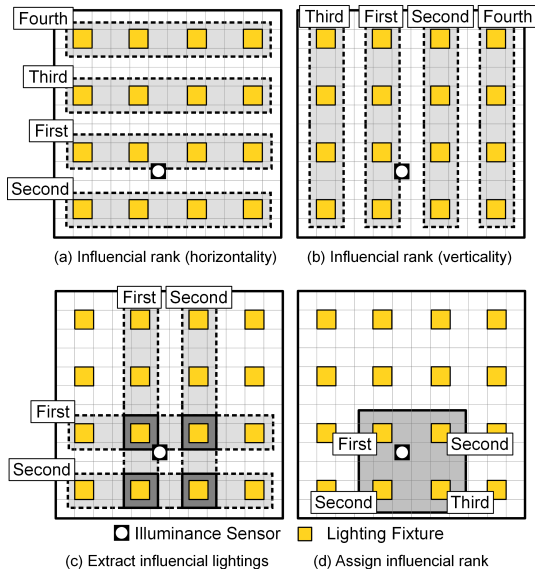 Fourth
Third
First
Second
Third First Second Fourth
(a) Influencial rank (horizontality)
(b) Influencial rank (verticality)
First Second
First
Second
First Second
Second Third
Illuminance Sensor
Lighting Fixture
(c) Extract influencial lightings
(d) Assign influencial rank